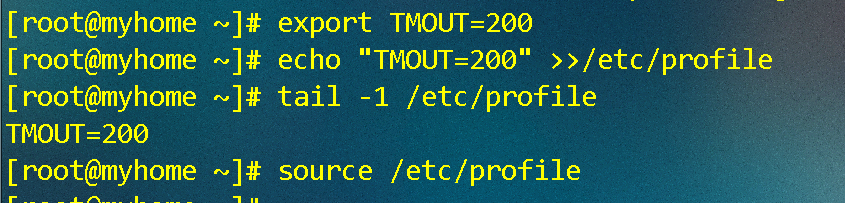 [root@myhome ~]# export TMOUT=200
[root@myhome ~]# echo "TMOUT=200" >>/etc/profile
[root@myhome ~]# tail -1 /etc/profile
TMOUT=200
[root@myhome ~]# source /etc/profile